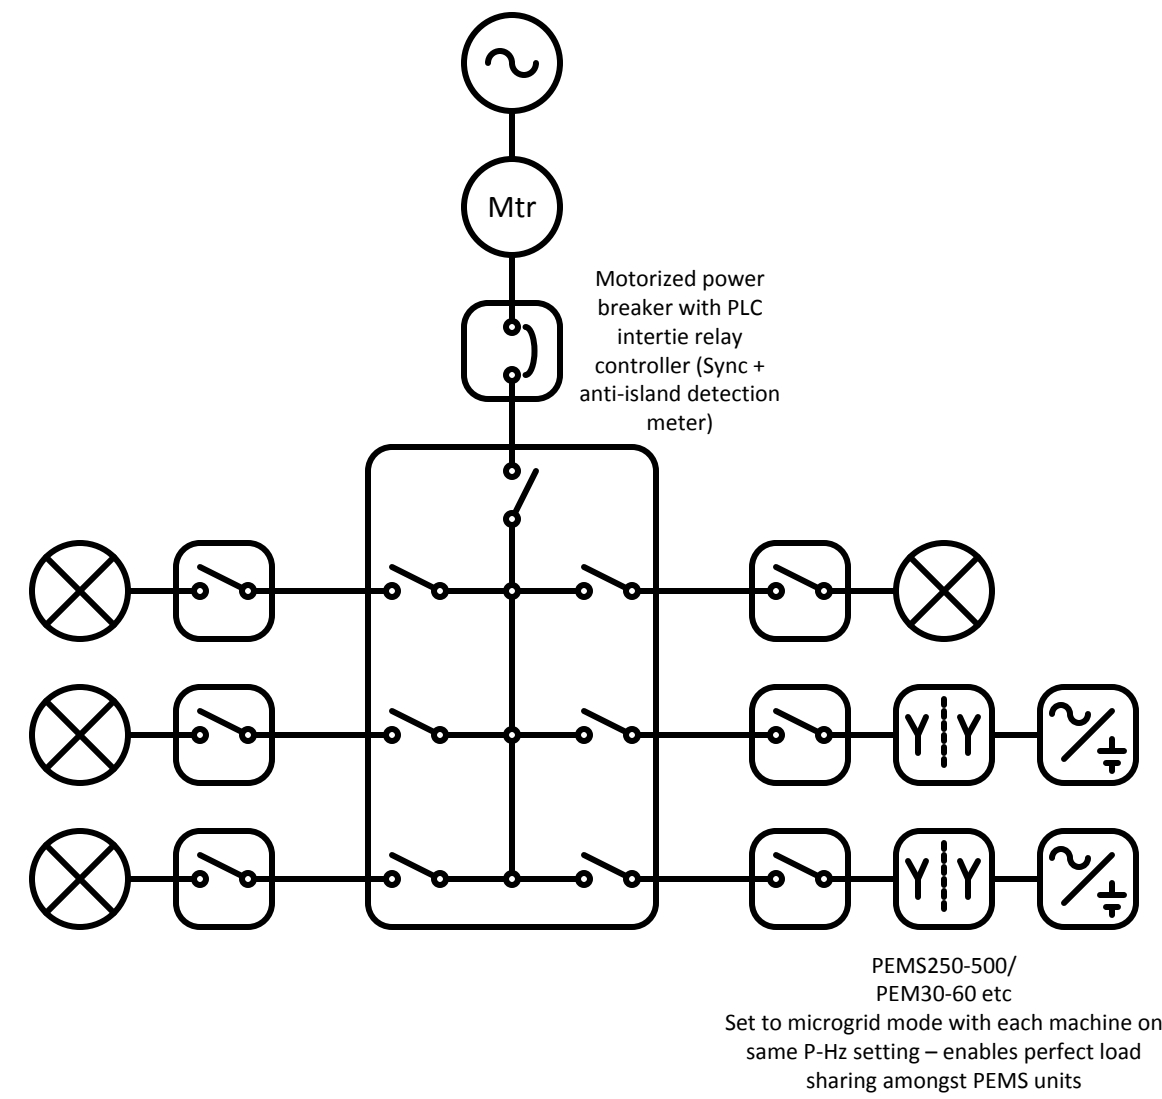 Mtr
Motorized power
breaker with PLC
intertie relay
controller (Sync +
anti-island detection
meter)
PEMS250-500/
PEM30-60 etc
Set to microgrid mode with each machine on
same P-Hz setting – enables perfect load
sharing amongst PEMS units